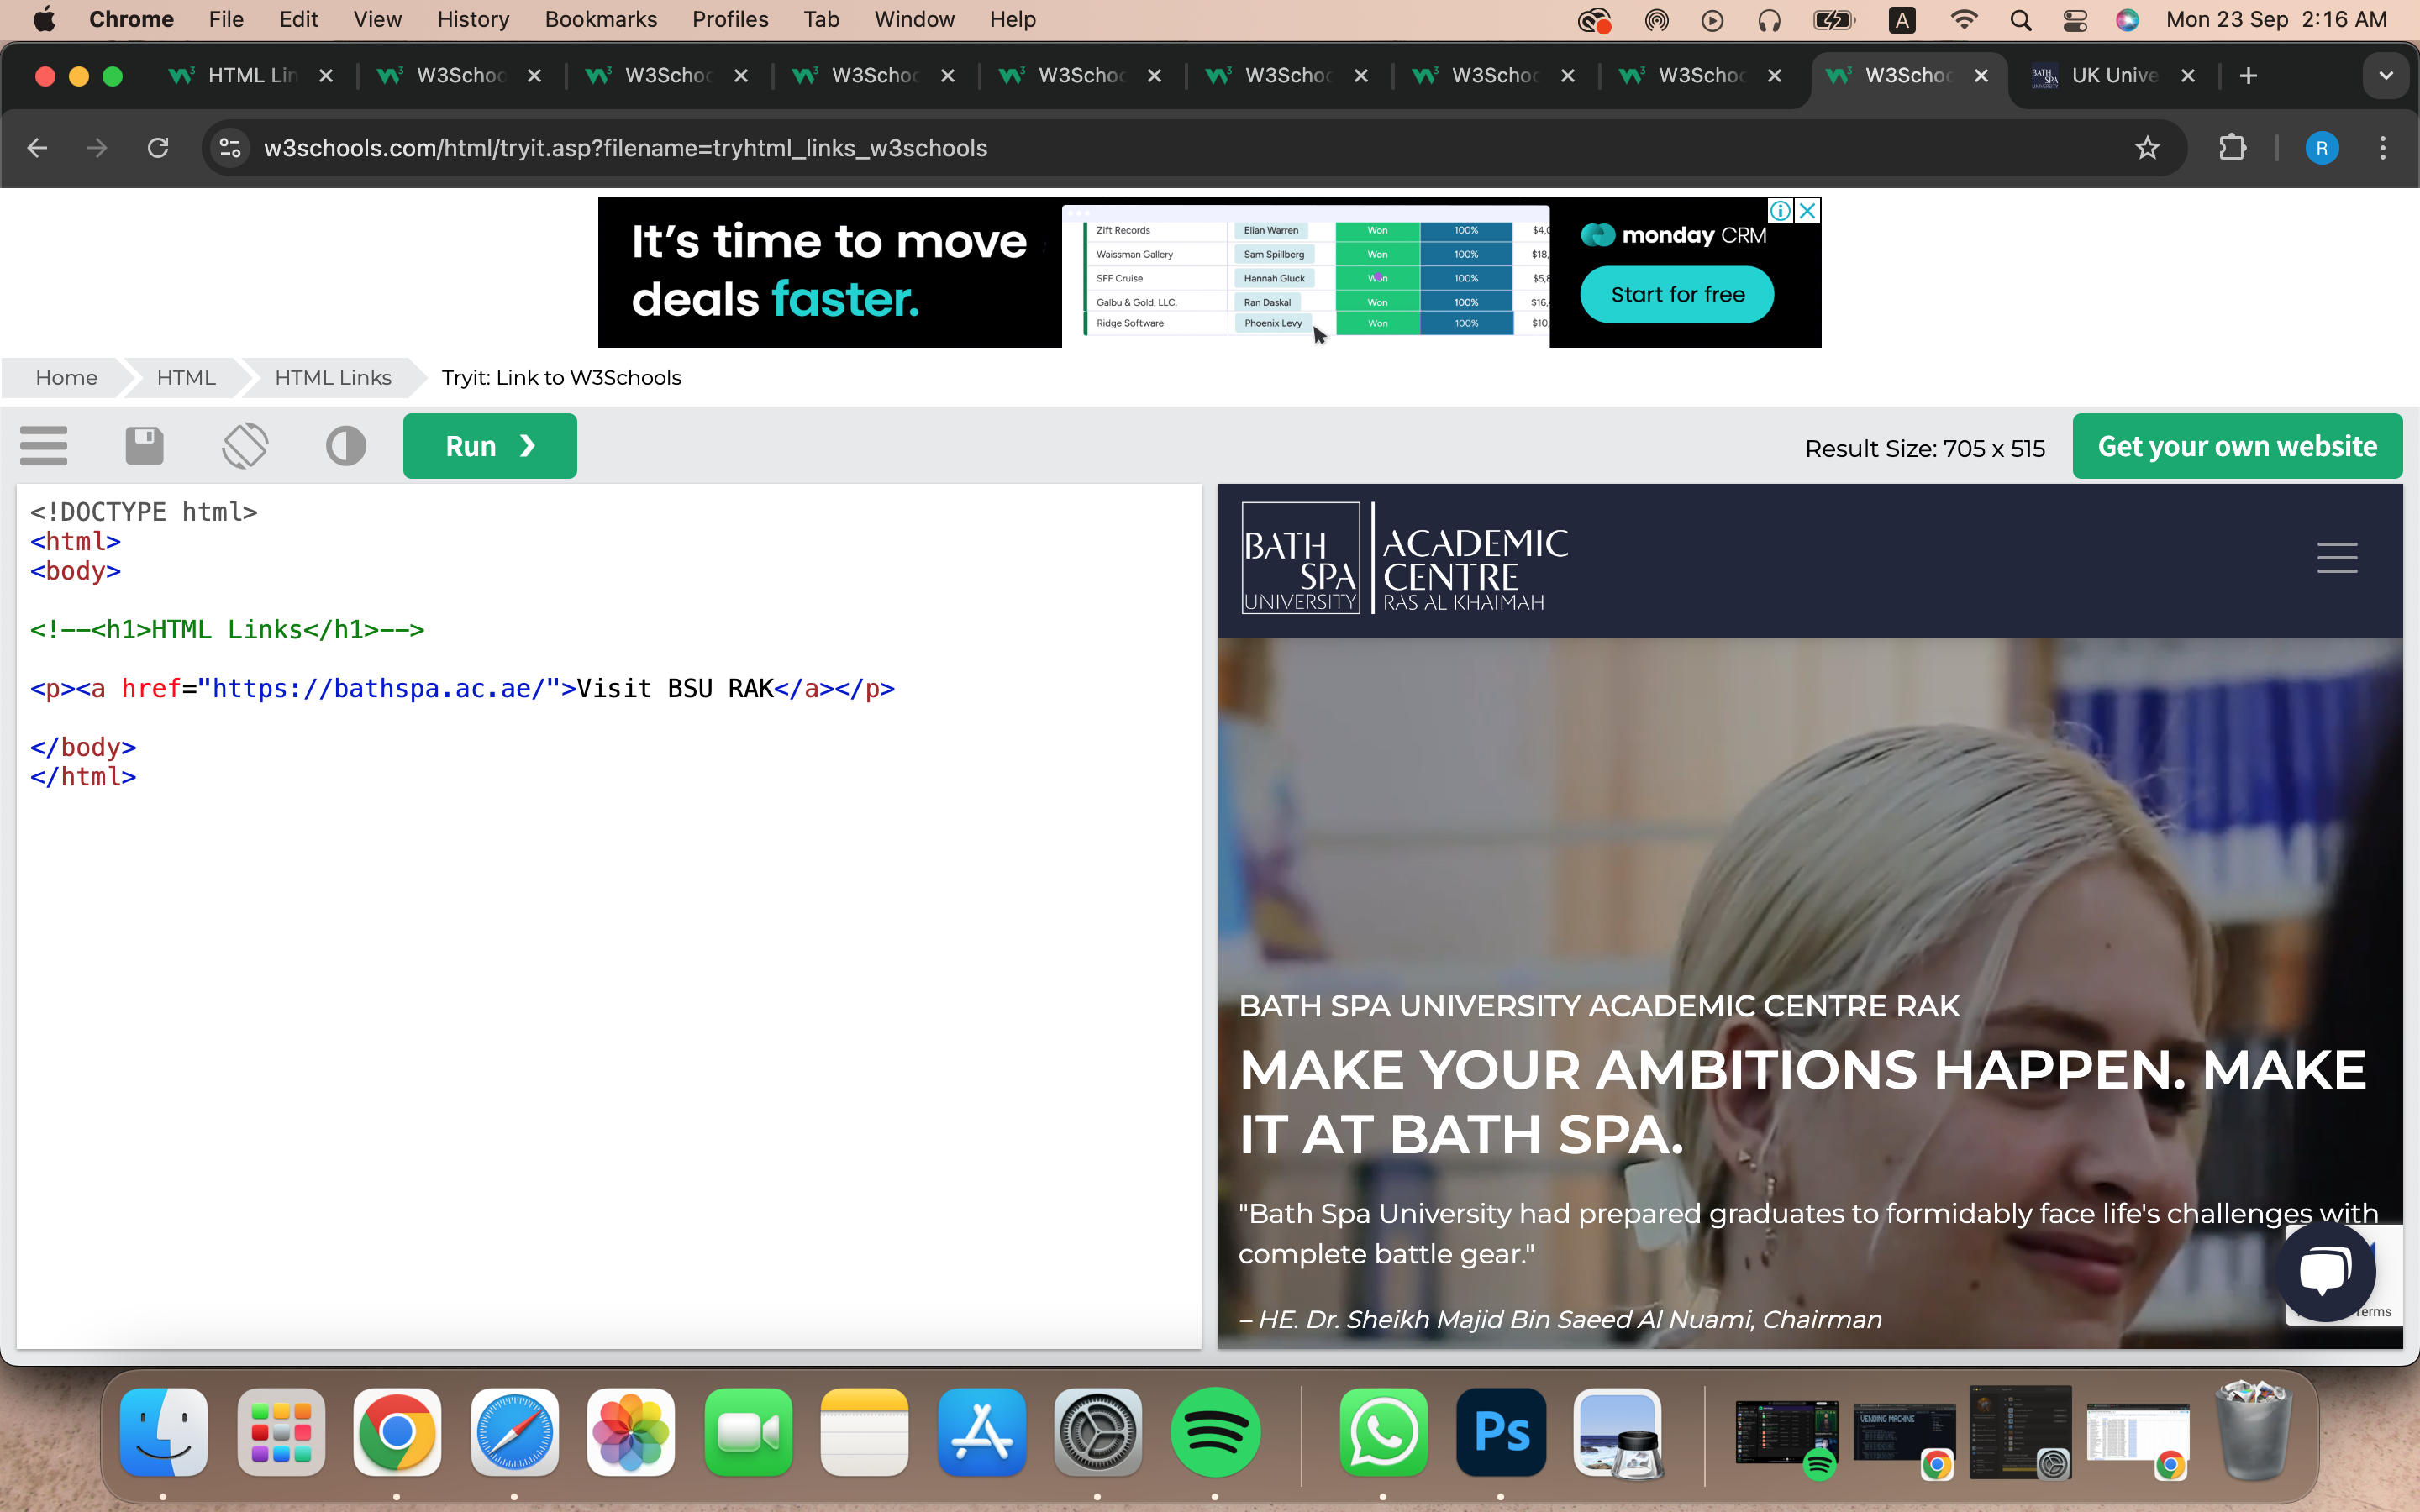 Chrome File Edit View History Bookmarks Profiles Tab Window Help A Mon 23 Sep 2:16 AM
HTML Lin W3Schoo W3Schoo W3Schoo W3Schoo W3Schoo W3Schoo W3Schoo W3Schoo UK Unive
w3schools.com/html/tryit.asp?filename=tryhtml_links_w3schools R
It's time to move
deals faster.
Zift Records Elian Warren Won 100% $4,0
Waissman Gallery Sam Spillberg Won 100% $18,
SFF Cruise Hannah Gluck Won 100% $5,8
Galbu & Gold, LLC. Ran Daskal Won 100% $16,4
Ridge Software Phoenix Levy Won 100% $10,
monday CRM
Start for free
Home HTML HTML Links Tryit: Link to W3Schools
Run ❯ Result Size: 705 x 515 Get your own website
<!DOCTYPE html>
<html>
<body>
<!--<h1>HTML Links</h1>-->
<p><a href="https://bathspa.ac.ae/">Visit BSU RAK</a></p>
</body>
</html>
BATH SPA UNIVERSITY
ACADEMIC CENTRE RAS AL KHAIMAH
BATH SPA UNIVERSITY ACADEMIC CENTRE RAK
MAKE YOUR AMBITIONS HAPPEN. MAKE
IT AT BATH SPA.
"Bath Spa University had prepared graduates to formidably face life's challenges with
complete battle gear."
– HE. Dr. Sheikh Majid Bin Saeed Al Nuami, Chairman
Terms
Ps
VENDING MACHINE